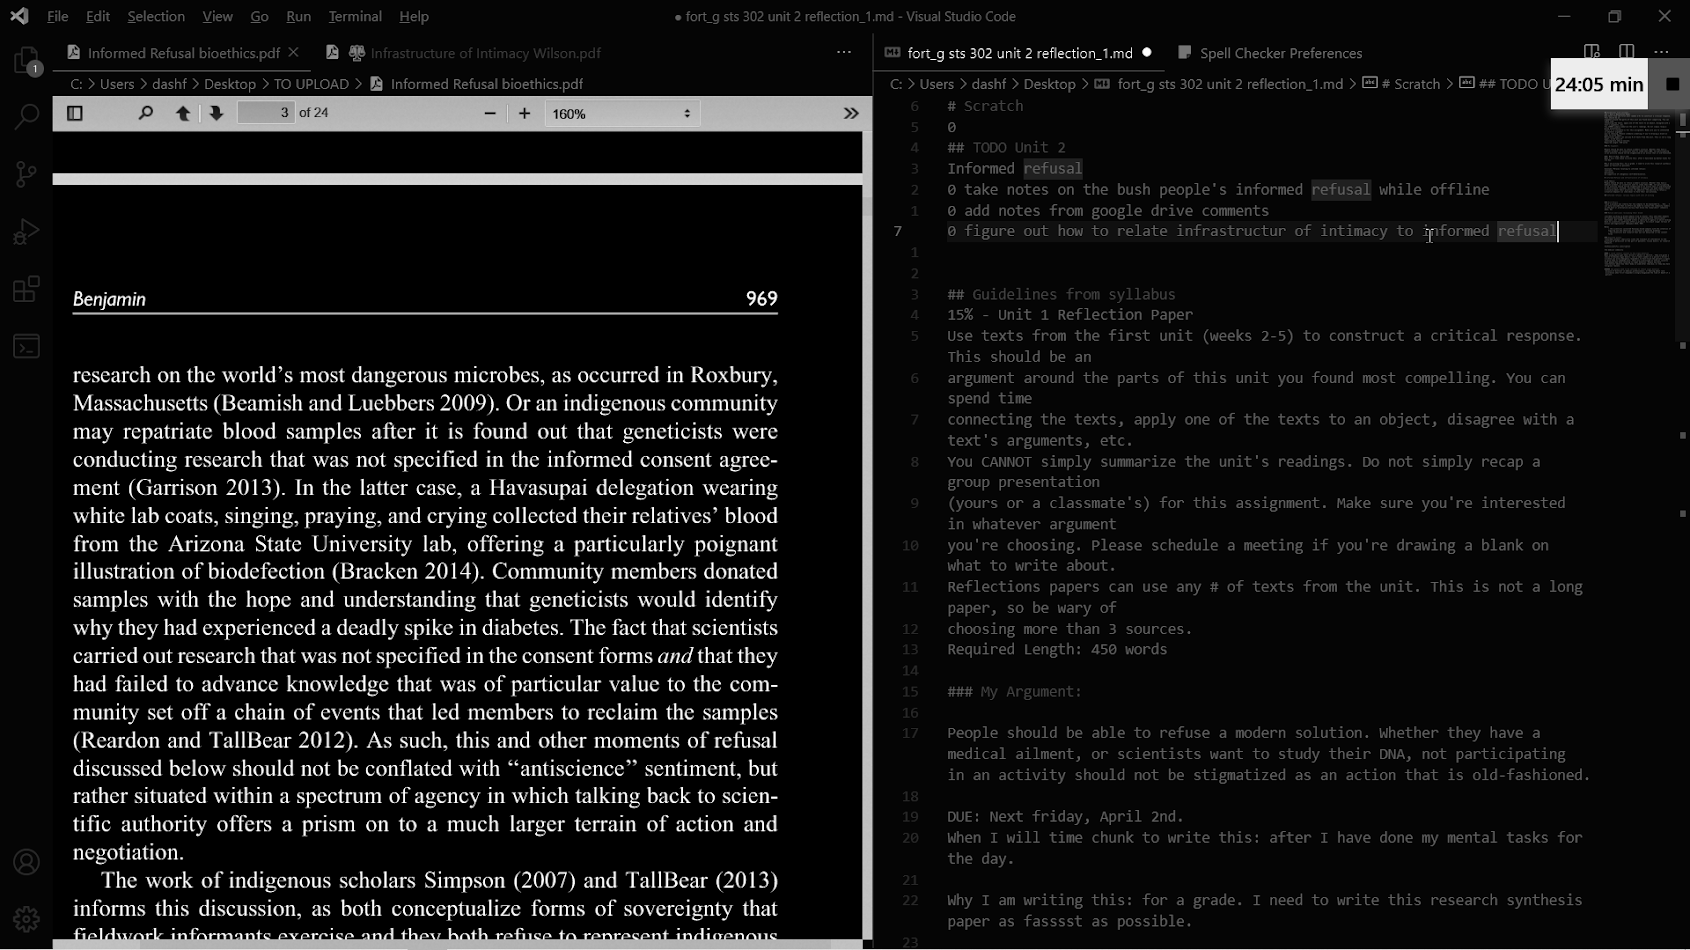 File Edit Selection View Go Run Terminal Help
● fort_g sts 302 unit 2 reflection_1.md - Visual Studio Code
Informed Refusal bioethics.pdf
Infrastructure of Intimacy Wilson.pdf
C: > Users > dashf > Desktop > TO UPLOAD > Informed Refusal bioethics.pdf
3 of 24
160%
1
Benjamin 969
research on the world's most dangerous microbes, as occurred in Roxbury,
Massachusetts (Beamish and Luebbers 2009). Or an indigenous community
may repatriate blood samples after it is found out that geneticists were
conducting research that was not specified in the informed consent agree-
ment (Garrison 2013). In the latter case, a Havasupai delegation wearing
white lab coats, singing, praying, and crying collected their relatives' blood
from the Arizona State University lab, offering a particularly poignant
illustration of biodefection (Bracken 2014). Community members donated
samples with the hope and understanding that geneticists would identify
why they had experienced a deadly spike in diabetes. The fact that scientists
carried out research that was not specified in the consent forms and that they
had failed to advance knowledge that was of particular value to the com-
munity set off a chain of events that led members to reclaim the samples
(Reardon and TallBear 2012). As such, this and other moments of refusal
discussed below should not be conflated with ‘‘antiscience’’ sentiment, but
rather situated within a spectrum of agency in which talking back to scien-
tific authority offers a prism on to a much larger terrain of action and
negotiation.
The work of indigenous scholars Simpson (2007) and TallBear (2013)
informs this discussion, as both conceptualize forms of sovereignty that
fieldwork informants exercise and they both refuse to represent indigenous
fort_g sts 302 unit 2 reflection_1.md ●
Spell Checker Preferences
C: > Users > dashf > Desktop > fort_g sts 302 unit 2 reflection_1.md > # Scratch > ## TODO U
24:05 min
6 # Scratch
5 0
4 ## TODO Unit 2
3 Informed refusal
2 0 take notes on the bush people's informed refusal while offline
1 0 add notes from google drive comments
7 0 figure out how to relate infrastructur of intimacy to informed refusal
1
2
3 ## Guidelines from syllabus
4 15% - Unit 1 Reflection Paper
5 Use texts from the first unit (weeks 2-5) to construct a critical response.
This should be an
6 argument around the parts of this unit you found most compelling. You can
spend time
7 connecting the texts, apply one of the texts to an object, disagree with a
text's arguments, etc.
8 You CANNOT simply summarize the unit's readings. Do not simply recap a
group presentation
9 (yours or a classmate's) for this assignment. Make sure you're interested
in whatever argument
10 you're choosing. Please schedule a meeting if you're drawing a blank on
what to write about.
11 Reflections papers can use any # of texts from the unit. This is not a long
paper, so be wary of
12 choosing more than 3 sources.
13 Required Length: 450 words
14
15 ### My Argument:
16
17 People should be able to refuse a modern solution. Whether they have a
medical ailment, or scientists want to study their DNA, not participating
in an activity should not be stigmatized as an action that is old-fashioned.
18
19 DUE: Next friday, April 2nd.
20 When I will time chunk to write this: after I have done my mental tasks for
the day.
21
22 Why I am writing this: for a grade. I need to write this research synthesis
paper as fasssst as possible.
23